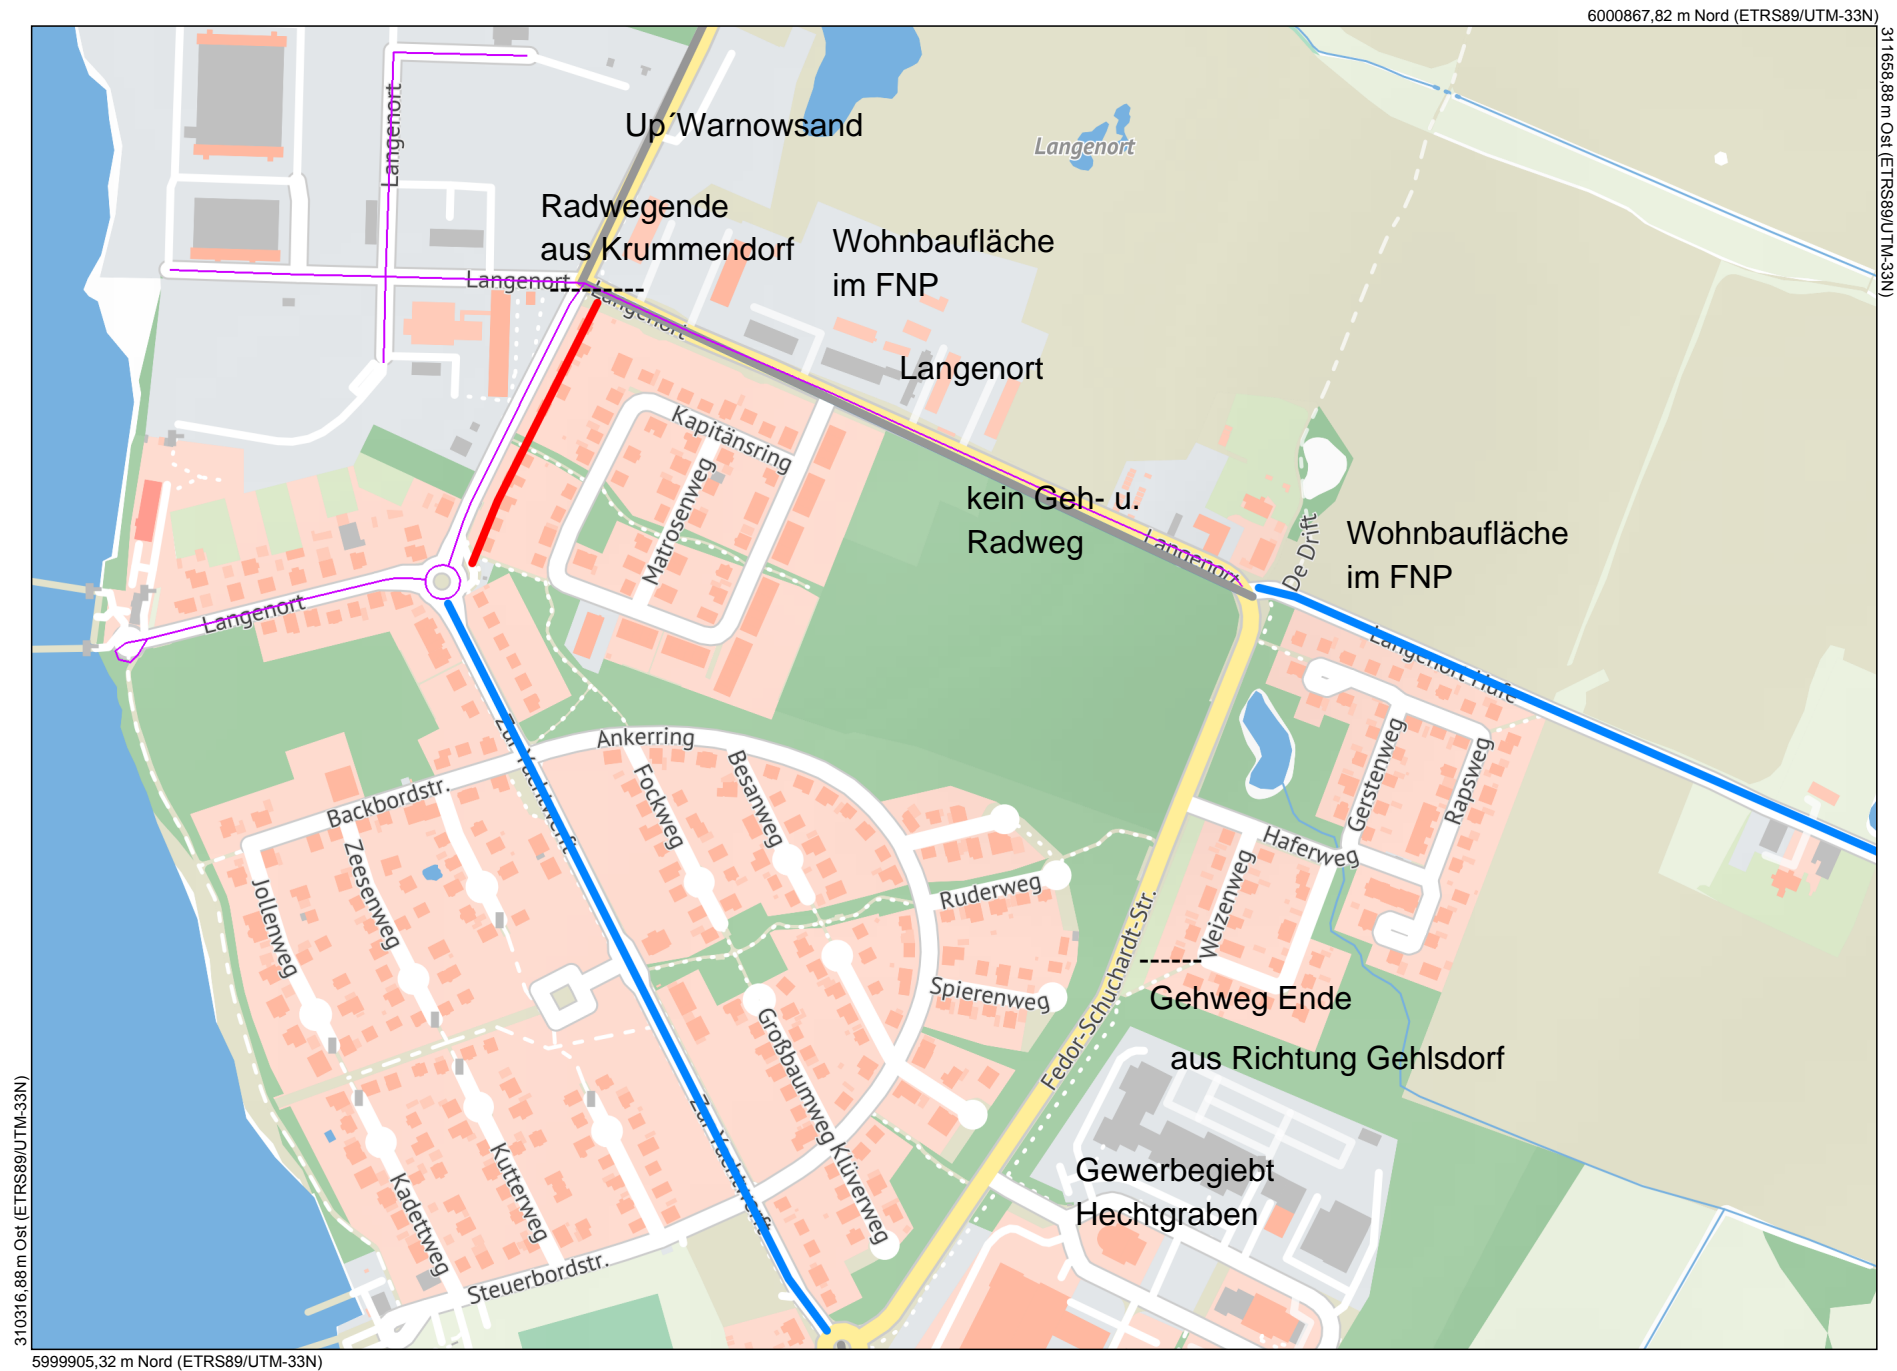 6000867,82 m Nord (ETRS89/UTM-33N)
311658,88 m Ost (ETRS89/UTM-33N)
Langenort
Up´Warnowsand
Langenort
Radwegende
aus Krummendorf
Wohnbaufläche
im FNP
Langenort
Langenort
Langenort
Kapitänsring
Matrosenweg
kein Geh- u.
Radweg
Langenort
De Drift
Wohnbaufläche
im FNP
Langenort
Langenort Hufe
Zur Yachtwerft
Ankerring
Fockweg
Besanweg
Backbordstr.
Zeesenweg
Jollenweg
Gerstenweg
Rapsweg
Haferweg
Weizenweg
Ruderweg
Spierenweg
Fedor-Schuchardt-Str.
Gehweg Ende
aus Richtung Gehlsdorf
Großbaumweg
Klüverweg
Zur Yachtwerft
Kutterweg
Kadettweg
Steuerbordstr.
Gewerbegiebt
Hechtgraben
310316,88 m Ost (ETRS89/UTM-33N)
5999905,32 m Nord (ETRS89/UTM-33N)